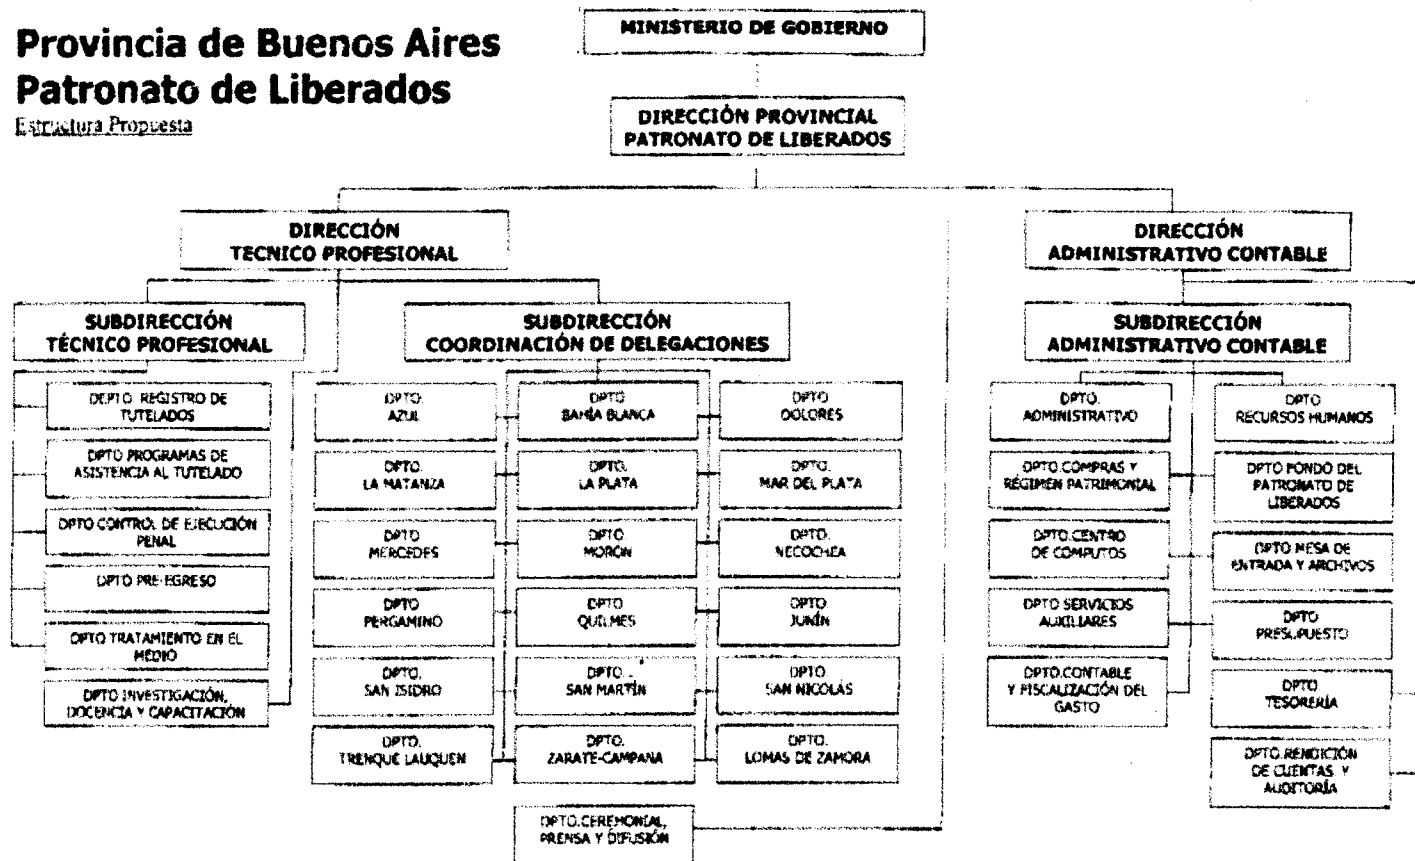 Provincia de Buenos Aires
Patronato de Liberados
Estructura Propuesta
MINISTERIO DE GOBIERNO
DIRECCIÓN PROVINCIAL
PATRONATO DE LIBERADOS
DIRECCIÓN
TECNICO PROFESIONAL
DIRECCIÓN
ADMINISTRATIVO CONTABLE
SUBDIRECCIÓN
TÉCNICO PROFESIONAL
SUBDIRECCIÓN
COORDINACIÓN DE DELEGACIONES
SUBDIRECCIÓN
ADMINISTRATIVO CONTABLE
DEPTO. REGISTRO DE
TUTELADOS
DPTO PROGRAMAS DE
ASISTENCIA AL TUTELADO
DPTO CONTROL DE EJECUCIÓN
PENAL
DPTO PRE-EGRESO
DPTO TRATAMIENTO EN EL
MEDIO
DPTO INVESTIGACIÓN,
DOCENCIA Y CAPACITACIÓN
DPTO.
AZUL
DPTO
BAHÍA BLANCA
DPTO
DOLORES
DPTO.
LA MATANZA
DPTO.
LA PLATA
DPTO.
MAR DEL PLATA
DPTO
MERCEDES
DPTO
MORÓN
DPTO.
NECOCHEA
DPTO
PERGAMINO
DPTO
QUILMES
DPTO.
JUNÍN
DPTO.
SAN ISIDRO
DPTO.
SAN MARTÍN
DPTO
SAN NICOLÁS
DPTO.
TRENQUE LAUQUEN
DPTO.
ZARATE-CAMPANA
DPTO.
LOMAS DE ZAMORA
DPTO.CEREMONIAL,
PRENSA Y DIFUSIÓN
DPTO.
ADMINISTRATIVO
DPTO
RECURSOS HUMANOS
DPTO.COMPRAS Y
RÉGIMEN PATRIMONIAL
DPTO FONDO DEL
PATRONATO DE
LIBERADOS
DPTO.CENTRO
DE COMPUTOS
DPTO MESA DE
ENTRADA Y ARCHIVOS
DPTO SERVICIOS
AUXILIARES
DPTO
PRESUPUESTO
DPTO.CONTABLE
Y FISCALIZACIÓN DEL
GASTO
DPTO
TESORERÍA
DPTO.RENDICIÓN
DE CUENTAS Y
AUDITORÍA